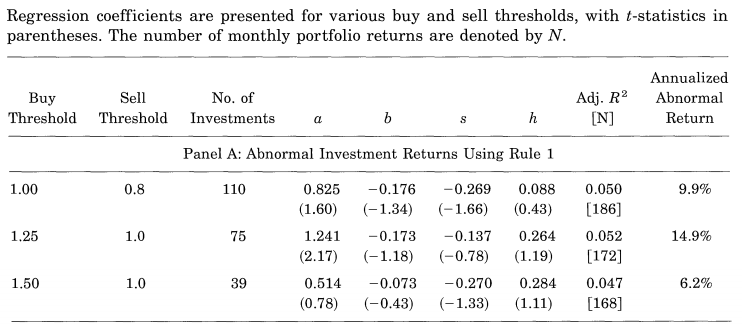 Regression coefficients are presented for various buy and sell thresholds, with t-statistics in
parentheses. The number of monthly portfolio returns are denoted by N.
Annualized
Buy Sell No. of Adj. R² Abnormal
Threshold Threshold Investments a b s h [N] Return
Panel A: Abnormal Investment Returns Using Rule 1
1.00 0.8 110 0.825 −0.176 −0.269 0.088 0.050 9.9%
(1.60) (−1.34) (−1.66) (0.43) [186]
1.25 1.0 75 1.241 −0.173 −0.137 0.264 0.052 14.9%
(2.17) (−1.18) (−0.78) (1.19) [172]
1.50 1.0 39 0.514 −0.073 −0.270 0.284 0.047 6.2%
(0.78) (−0.43) (−1.33) (1.11) [168]